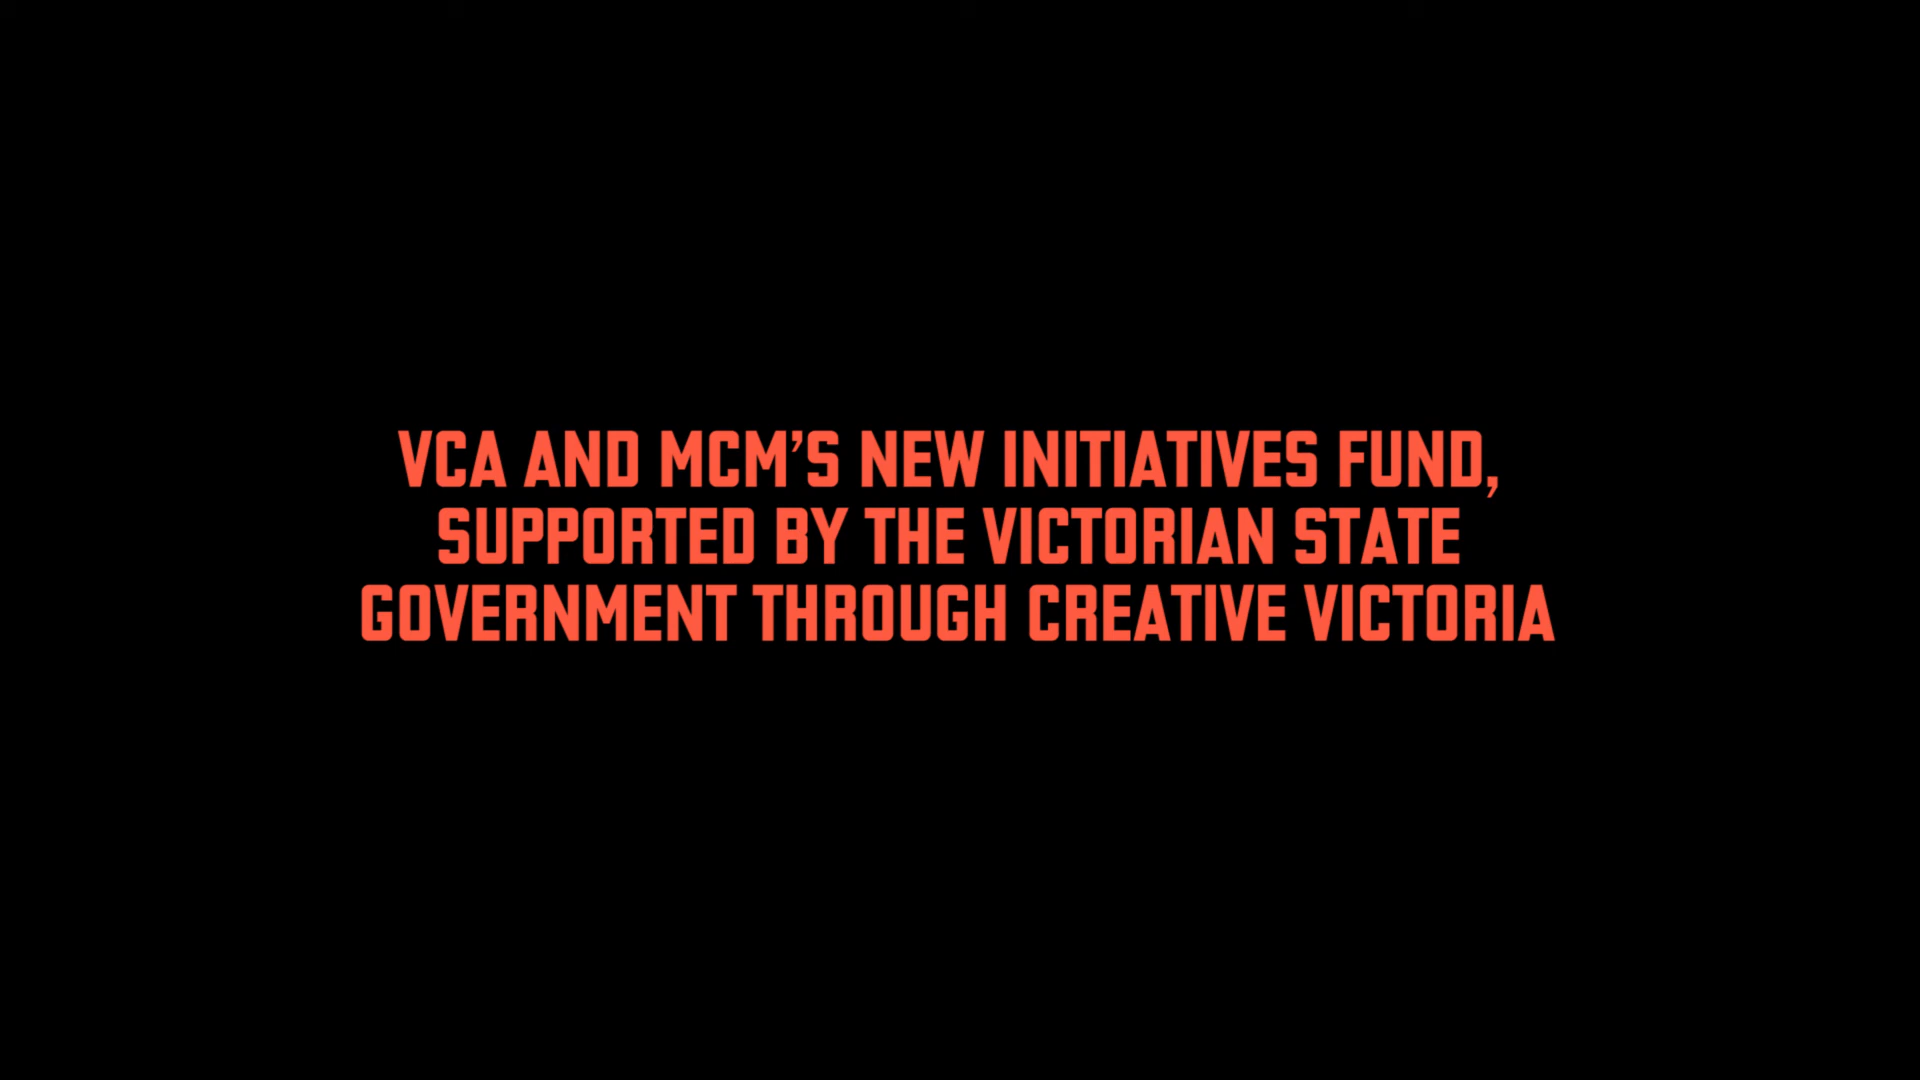 VCA AND MCM’S NEW INITIATIVES FUND,
SUPPORTED BY THE VICTORIAN STATE
GOVERNMENT THROUGH CREATIVE VICTORIA